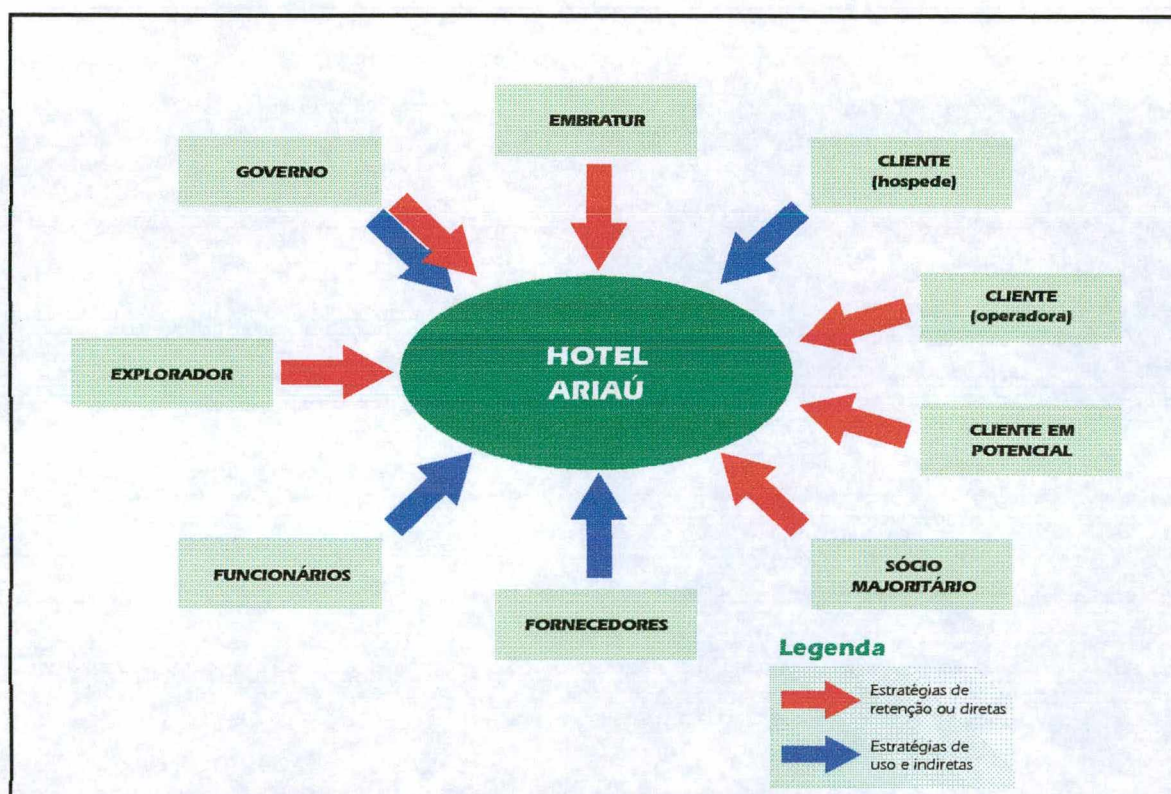 EMBRATUR
GOVERNO
CLIENTE
(hospede)
CLIENTE
(operadora)
HOTEL
ARIAÚ
EXPLORADOR
CLIENTE EM
POTENCIAL
FUNCIONÁRIOS
SÓCIO
MAJORITÁRIO
FORNECEDORES
Legenda
Estratégias de
retenção ou diretas
Estratégias de
uso e indiretas